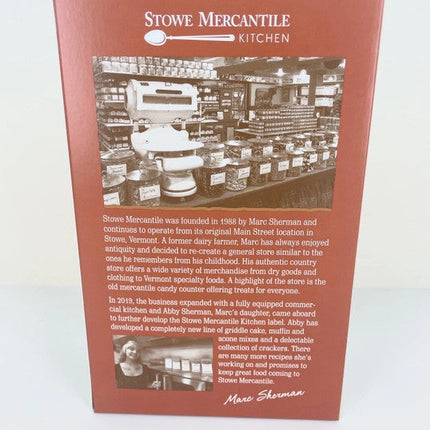 STOWE MERCANTILE
KITCHEN
Stowe Mercantile was founded in 1988 by Marc Sherman and
continues to operate from its original Main Street location in
Stowe, Vermont. A former dairy farmer, Marc has always enjoyed
antiquity and decided to re-create a general store similar to the
ones he remembers from his childhood. His authentic country
store offers a wide variety of merchandise from dry goods and
clothing to Vermont specialty foods. A highlight of the store is the
old mercantile candy counter offering treats for everyone.
In 2019, the business expanded with a fully equipped commer-
cial kitchen and Abby Sherman, Marc's daughter, came aboard
to further develop the Stowe Mercantile Kitchen label. Abby has
developed a completely new line of griddle cake, muffin and
scone mixes and a delectable
collection of crackers. There
are many more recipes she's
working on and promises to
keep great food coming to
Stowe Mercantile.
Marc Sherman